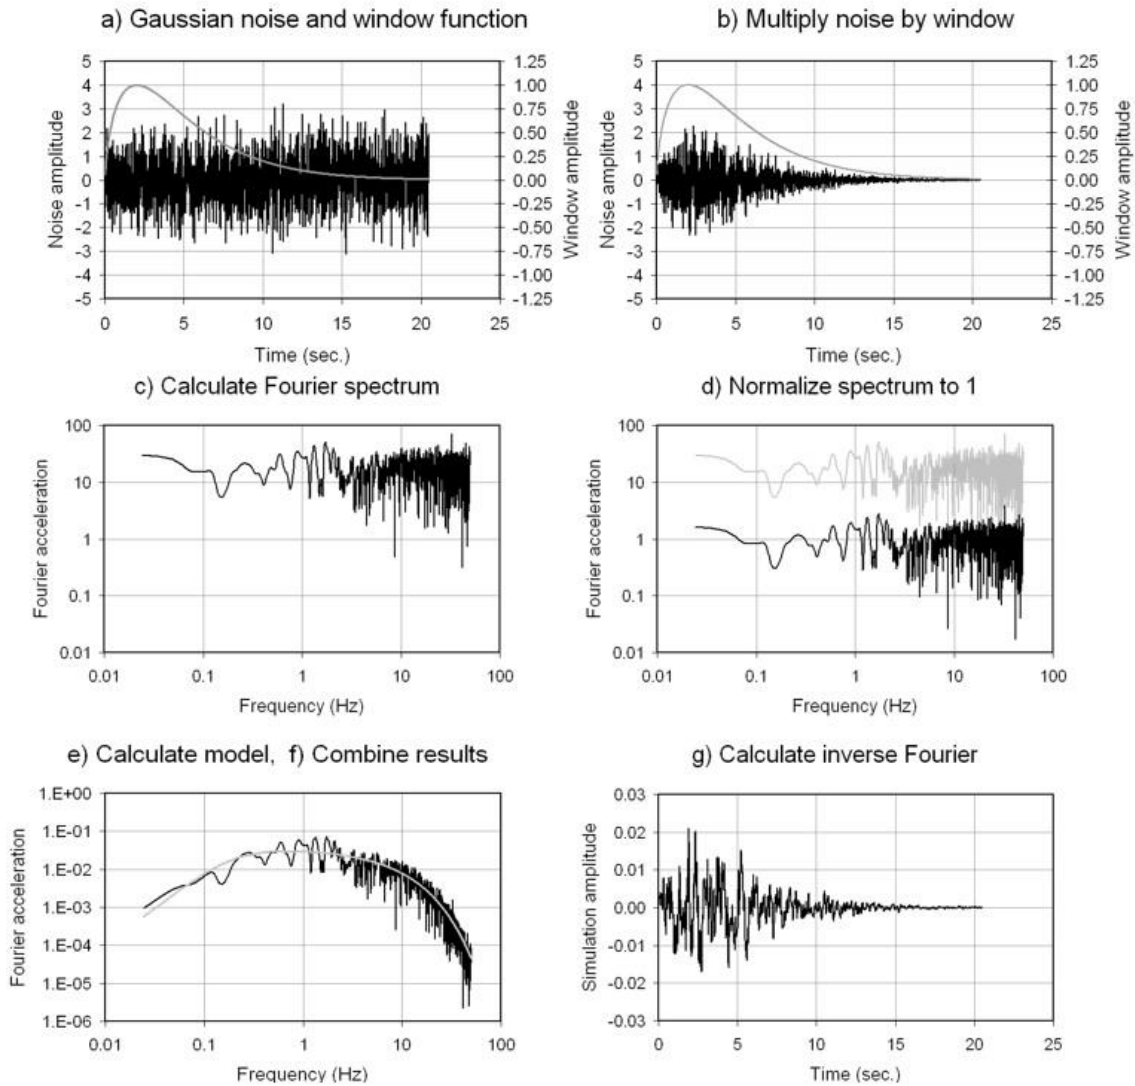 a) Gaussian noise and window function
5
4
3
2
1
0
-1
-2
-3
-4
-5
Noise amplitude
1.25
1.00
0.75
0.50
0.25
0.00
-0.25
-0.50
-0.75
-1.00
-1.25
Window amplitude
0 5 10 15 20 25
Time (sec.)
b) Multiply noise by window
5
4
3
2
1
0
-1
-2
-3
-4
-5
Noise amplitude
1.25
1.00
0.75
0.50
0.25
0.00
-0.25
-0.50
-0.75
-1.00
-1.25
Window amplitude
0 5 10 15 20 25
Time (sec.)
c) Calculate Fourier spectrum
100
10
1
0.1
0.01
Fourier acceleration
0.01 0.1 1 10 100
Frequency (Hz)
d) Normalize spectrum to 1
100
10
1
0.1
0.01
Fourier acceleration
0.01 0.1 1 10 100
Frequency (Hz)
e) Calculate model, f) Combine results
1.E+00
1.E-01
1.E-02
1.E-03
1.E-04
1.E-05
1.E-06
Fourier acceleration
0.01 0.1 1 10 100
Frequency (Hz)
g) Calculate inverse Fourier
0.03
0.02
0.01
0.00
-0.01
-0.02
-0.03
Simulation amplitude
0 5 10 15 20 25
Time (sec.)